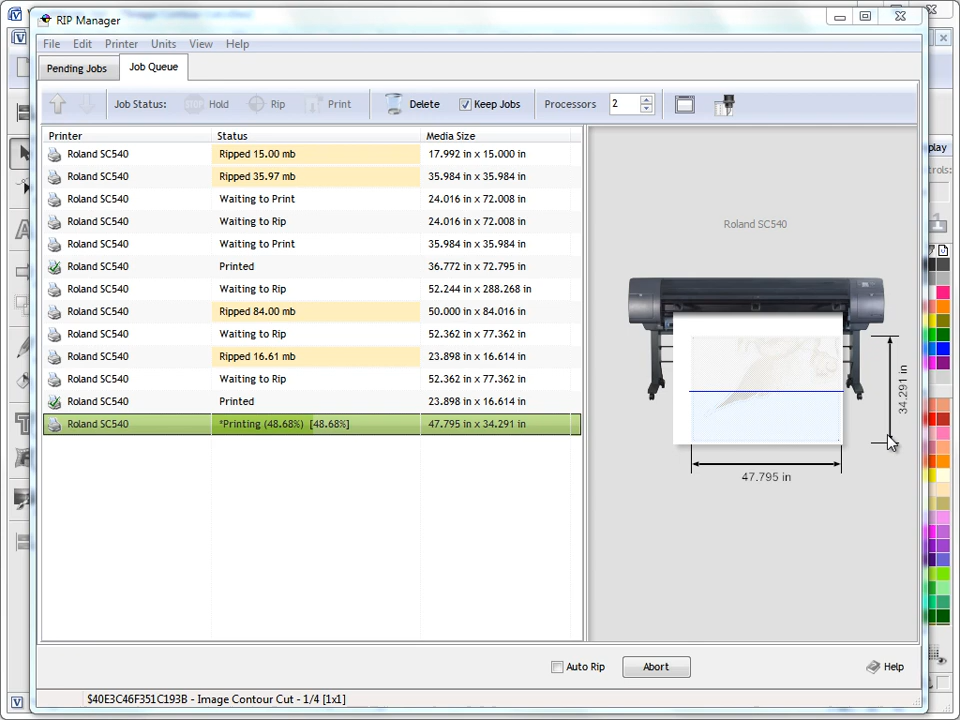 RIP Manager
File Edit Printer Units View Help
Pending Jobs Job Queue
Job Status: STOP Hold Rip Print Delete Keep Jobs Processors 2
Printer Status Media Size
Roland SC540 Ripped 15.00 mb 17.992 in x 15.000 in
Roland SC540 Ripped 35.97 mb 35.984 in x 35.984 in
Roland SC540 Waiting to Print 24.016 in x 72.008 in
Roland SC540 Waiting to Rip 24.016 in x 72.008 in
Roland SC540 Waiting to Print 35.984 in x 35.984 in
Roland SC540 Printed 36.772 in x 72.795 in
Roland SC540 Waiting to Rip 52.244 in x 288.268 in
Roland SC540 Ripped 84.00 mb 50.000 in x 84.016 in
Roland SC540 Waiting to Rip 52.362 in x 77.362 in
Roland SC540 Ripped 16.61 mb 23.898 in x 16.614 in
Roland SC540 Waiting to Rip 52.362 in x 77.362 in
Roland SC540 Printed 23.898 in x 16.614 in
Roland SC540 *Printing (48.68%) [48.68%] 47.795 in x 34.291 in
Roland SC540
34.291 in
47.795 in
Auto Rip Abort Help
$40E3C46F351C193B - Image Contour Cut - 1/4 [1x1]
play
trols: